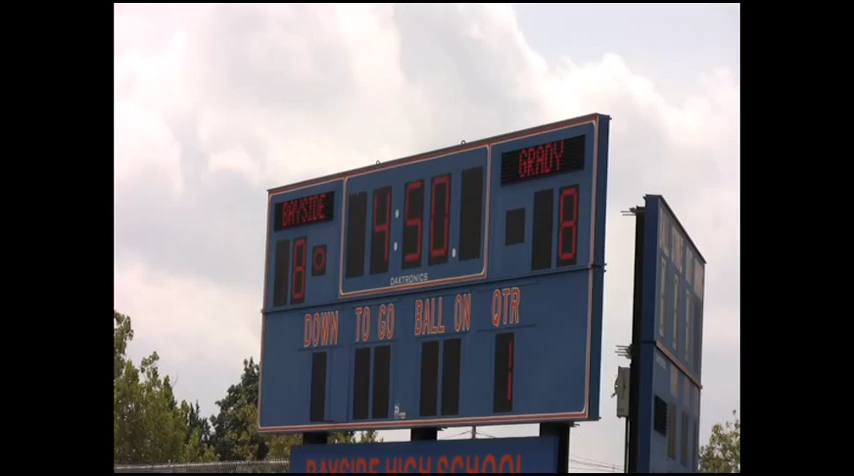 BAYSIDE 4:50 GRADY
8 8
DAKTRONICS
DOWN TO GO BALL ON QTR
1
BAYSIDE HIGH SCHOOL